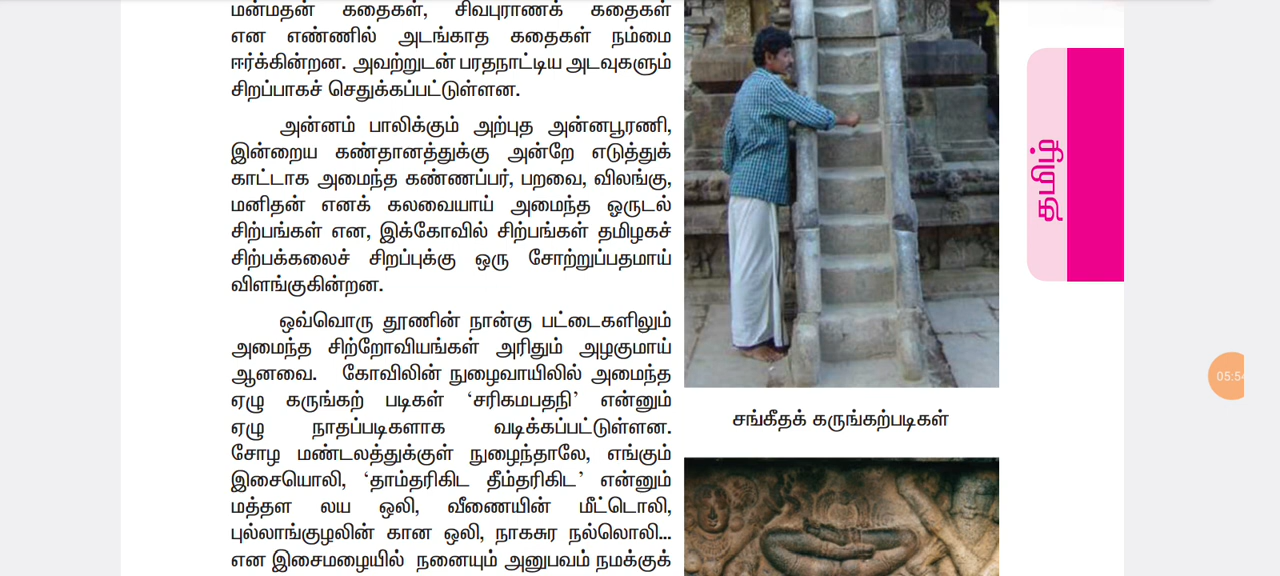 மன்மதன் கதைகள், சிவபுராணக் கதைகள்
என எண்ணில் அடங்காத கதைகள் நம்மை
ஈர்க்கின்றன. அவற்றுடன் பரதநாட்டிய அடவுகளும்
சிறப்பாகச் செதுக்கப்பட்டுள்ளன.
அன்னம் பாலிக்கும் அற்புத அன்னபூரணி,
இன்றைய கண்தானத்துக்கு அன்றே எடுத்துக்
காட்டாக அமைந்த கண்ணப்பர், பறவை, விலங்கு,
மனிதன் எனக் கலவையாய் அமைந்த ஓருடல்
சிற்பங்கள் என, இக்கோவில் சிற்பங்கள் தமிழகச்
சிற்பக்கலைச் சிறப்புக்கு ஒரு சோற்றுப்பதமாய்
விளங்குகின்றன.
ஒவ்வொரு தூணின் நான்கு பட்டைகளிலும்
அமைந்த சிற்றோவியங்கள் அரிதும் அழகுமாய்
ஆனவை. கோவிலின் நுழைவாயிலில் அமைந்த
ஏழு கருங்கற் படிகள் ‘சரிகமபதநி’ என்னும்
ஏழு நாதப்படிகளாக வடிக்கப்பட்டுள்ளன.
சோழ மண்டலத்துக்குள் நுழைந்தாலே, எங்கும்
இசையொலி, ‘தாம்தரிகிட தீம்தரிகிட’ என்னும்
மத்தள லய ஒலி, வீணையின் மீட்டொலி,
புல்லாங்குழலின் கான ஒலி, நாகசுர நல்லொலி...
என இசைமழையில் நனையும் அனுபவம் நமக்குக்
சங்கீதக் கருங்கற்படிகள்
தமிழ்
05:54